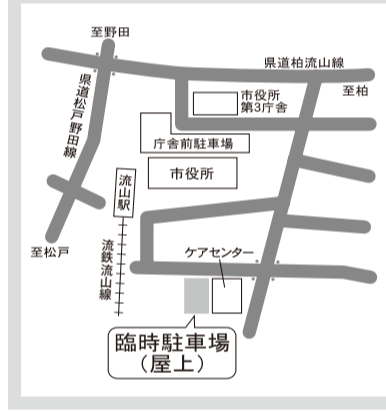 至野田
県道柏流山線
至柏
県道松戸野田線
市役所
第3庁舎
庁舎前駐車場
市役所
流山駅
至松戸
流鉄流山線
ケアセンター
臨時駐車場
(屋上)